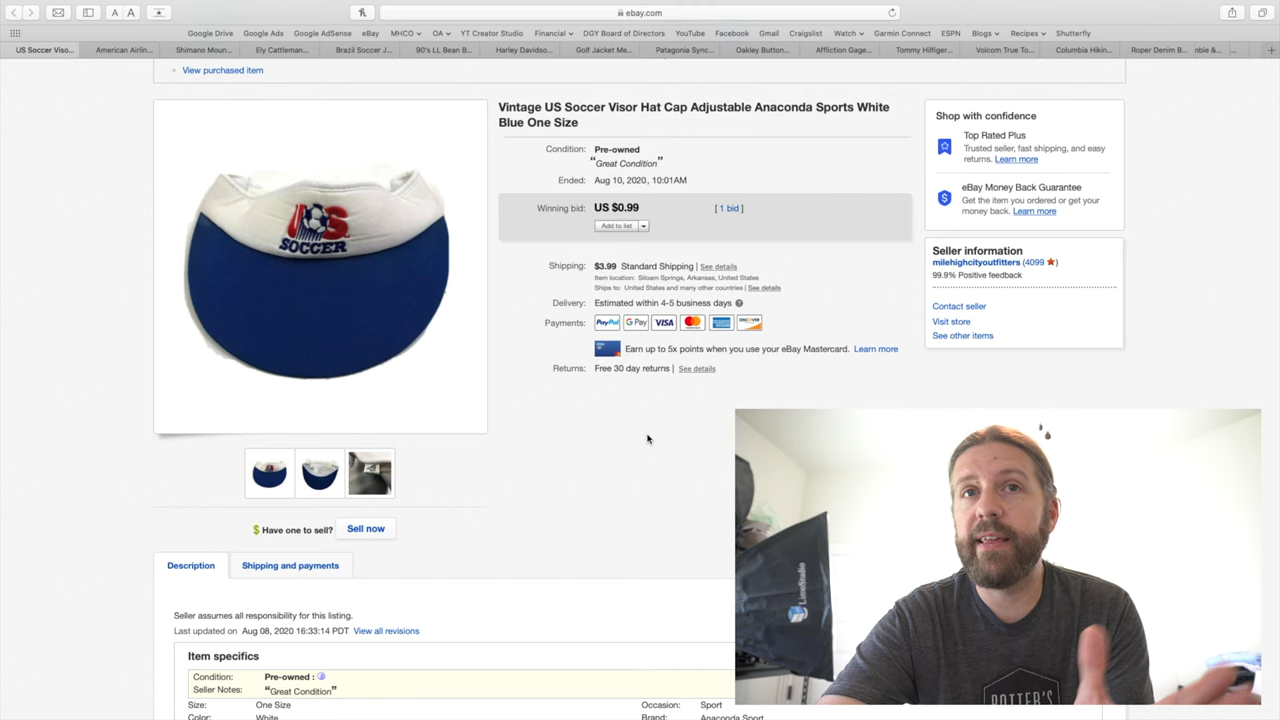 ebay.com
A A
Google Drive Google Ads Google AdSense eBay MHCO OA YT Creator Studio Financial DGY Board of Directors YouTube Facebook Gmail Craigslist Watch Garmin Connect ESPN Blogs Recipes Shutterfly
US Soccer Viso... American Airlin... Shimano Moun... Ely Cattleman... Brazil Soccer J... 90's LL Bean B... Harley Davidso... Golf Jacket Me... Patagonia Sync... Oakley Button... Affliction Gage... Tommy Hilfiger... Volcom True To... Columbia Hikin... Roper Denim B...
View purchased item
Vintage US Soccer Visor Hat Cap Adjustable Anaconda Sports White
Blue One Size
Condition: Pre-owned
"Great Condition"
Ended: Aug 10, 2020, 10:01AM
Winning bid: US $0.99 [ 1 bid ]
Add to list
Shipping: $3.99 Standard Shipping | See details
Item location: Siloam Springs, Arkansas, United States
Ships to: United States and many other countries | See details
Delivery: Estimated within 4-5 business days
Payments: PayPal G Pay VISA
Earn up to 5x points when you use your eBay Mastercard. Learn more
Returns: Free 30 day returns | See details
Shop with confidence
Top Rated Plus
Trusted seller, fast shipping, and easy
returns. Learn more
eBay Money Back Guarantee
Get the item you ordered or get your
money back. Learn more
Seller information
milehighcityoutfitters (4099 ★)
99.9% Positive feedback
Contact seller
Visit store
See other items
US
SOCCER
$ Have one to sell? Sell now
Description Shipping and payments
Seller assumes all responsibility for this listing.
Last updated on Aug 08, 2020 16:33:14 PDT View all revisions
Item specifics
Condition: Pre-owned :
Seller Notes: "Great Condition"
Size: One Size Occasion: Sport
Color: White Brand: Anaconda Sport
LimoStudio
POTTER'S